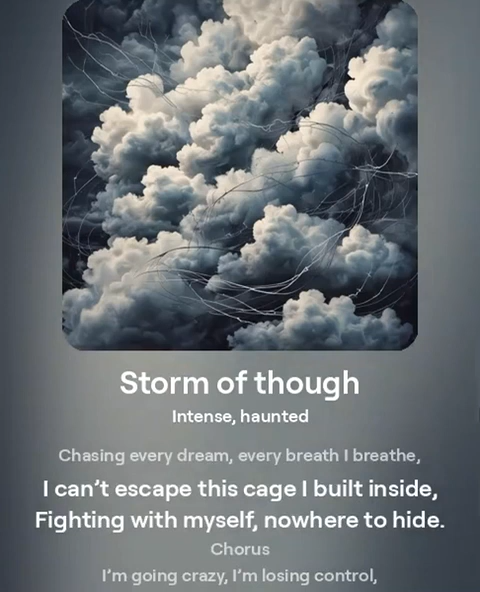 Storm of though
Intense, haunted
Chasing every dream, every breath I breathe,
I can’t escape this cage I built inside,
Fighting with myself, nowhere to hide.
Chorus
I’m going crazy, I’m losing control,